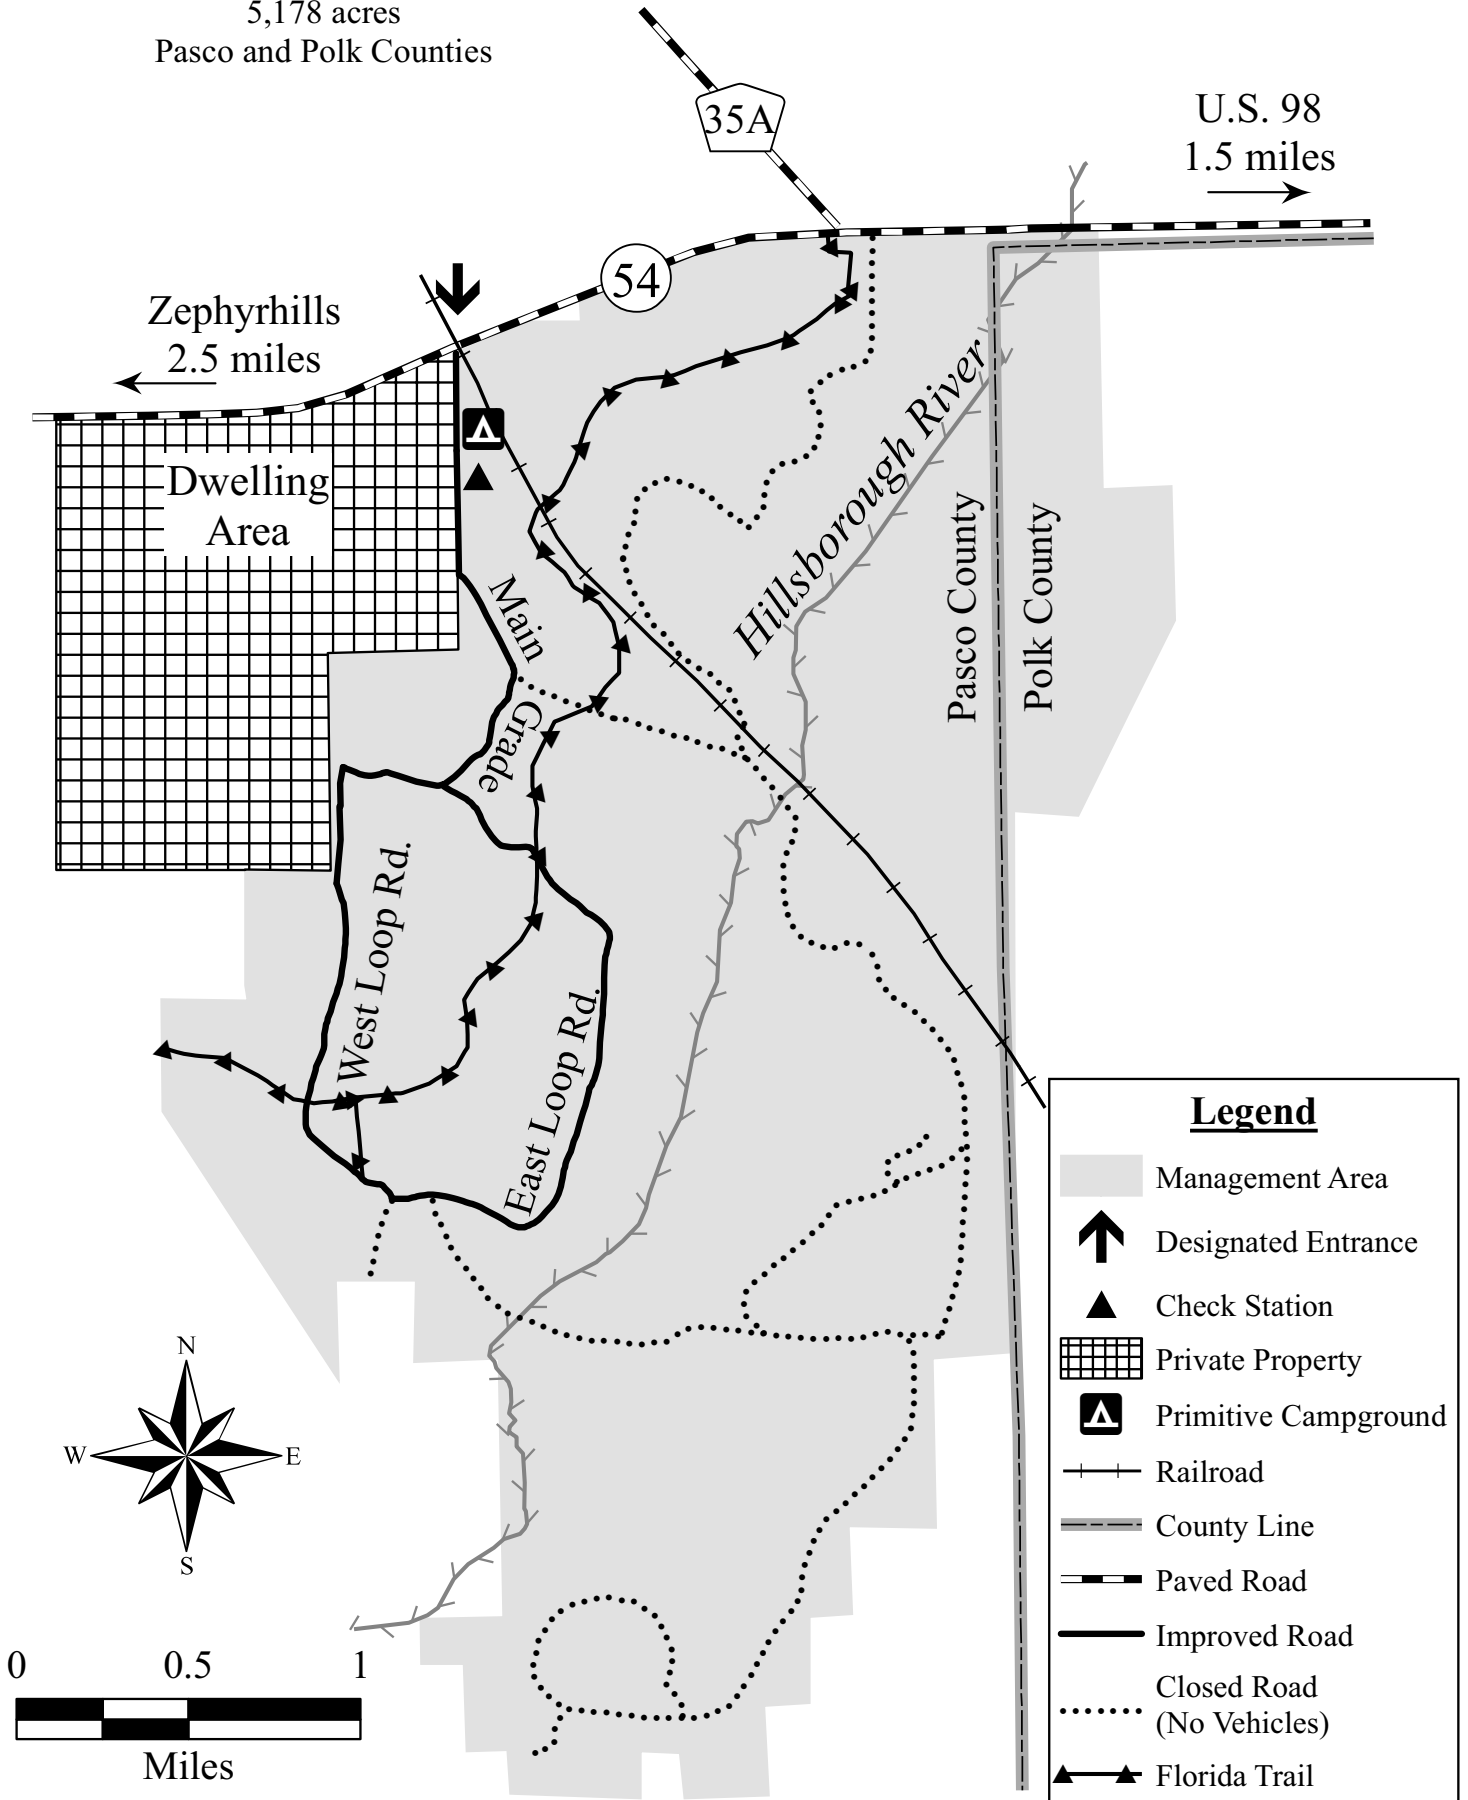 5,178 acres
Pasco and Polk Counties
35A
U.S. 98
1.5 miles
54
Zephyrhills
2.5 miles
Dwelling
Area
Hillsborough River
Main
Grade
Pasco County
Polk County
West Loop Rd.
East Loop Rd.
N
W
E
S
0 0.5 1
Miles
Legend
Management Area
Designated Entrance
Check Station
Private Property
Primitive Campground
Railroad
County Line
Paved Road
Improved Road
Closed Road
(No Vehicles)
Florida Trail